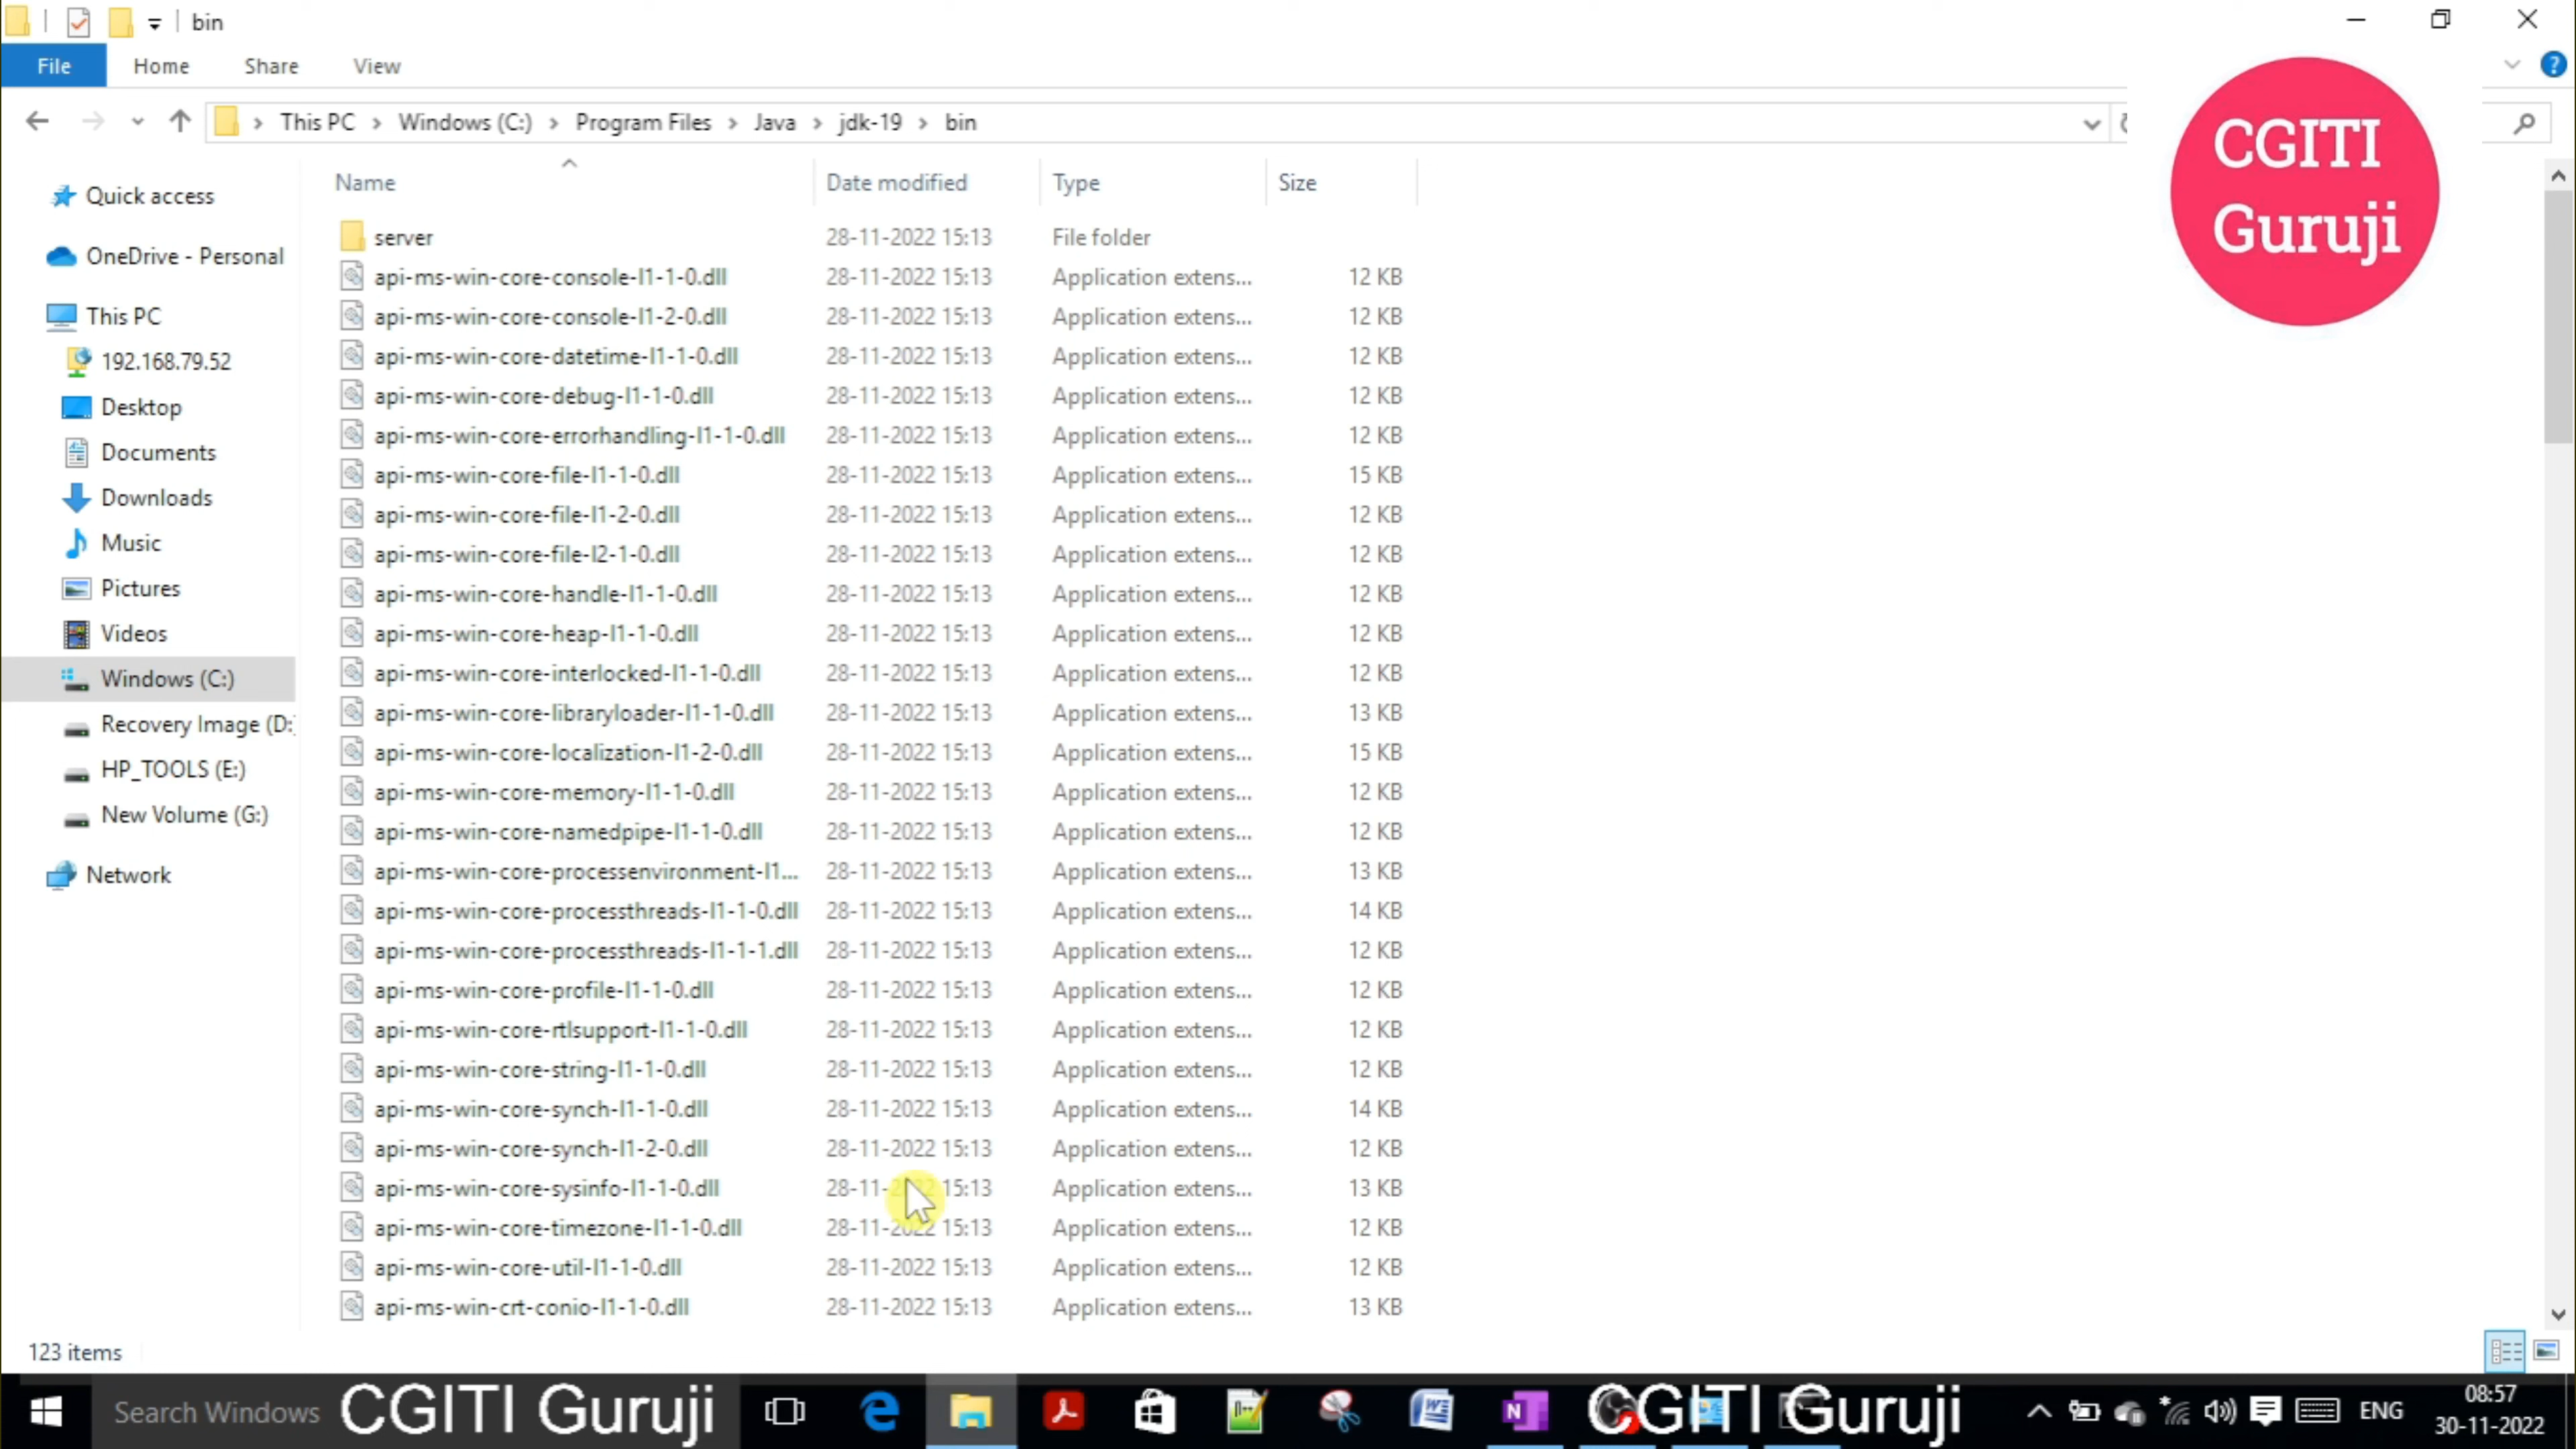 bin
File Home Share View
This PC Windows (C:) Program Files Java jdk-19 bin
CGITI
Guruji
Name Date modified Type Size
Quick access
OneDrive - Personal
This PC
192.168.79.52
Desktop
Documents
Downloads
Music
Pictures
Videos
Windows (C:)
Recovery Image (D:
HP_TOOLS (E:)
New Volume (G:)
Network
server 28-11-2022 15:13 File folder
api-ms-win-core-console-l1-1-0.dll 28-11-2022 15:13 Application extens... 12 KB
api-ms-win-core-console-l1-2-0.dll 28-11-2022 15:13 Application extens... 12 KB
api-ms-win-core-datetime-l1-1-0.dll 28-11-2022 15:13 Application extens... 12 KB
api-ms-win-core-debug-l1-1-0.dll 28-11-2022 15:13 Application extens... 12 KB
api-ms-win-core-errorhandling-l1-1-0.dll 28-11-2022 15:13 Application extens... 12 KB
api-ms-win-core-file-l1-1-0.dll 28-11-2022 15:13 Application extens... 15 KB
api-ms-win-core-file-l1-2-0.dll 28-11-2022 15:13 Application extens... 12 KB
api-ms-win-core-file-l2-1-0.dll 28-11-2022 15:13 Application extens... 12 KB
api-ms-win-core-handle-l1-1-0.dll 28-11-2022 15:13 Application extens... 12 KB
api-ms-win-core-heap-l1-1-0.dll 28-11-2022 15:13 Application extens... 12 KB
api-ms-win-core-interlocked-l1-1-0.dll 28-11-2022 15:13 Application extens... 12 KB
api-ms-win-core-libraryloader-l1-1-0.dll 28-11-2022 15:13 Application extens... 13 KB
api-ms-win-core-localization-l1-2-0.dll 28-11-2022 15:13 Application extens... 15 KB
api-ms-win-core-memory-l1-1-0.dll 28-11-2022 15:13 Application extens... 12 KB
api-ms-win-core-namedpipe-l1-1-0.dll 28-11-2022 15:13 Application extens... 12 KB
api-ms-win-core-processenvironment-l1... 28-11-2022 15:13 Application extens... 13 KB
api-ms-win-core-processthreads-l1-1-0.dll 28-11-2022 15:13 Application extens... 14 KB
api-ms-win-core-processthreads-l1-1-1.dll 28-11-2022 15:13 Application extens... 12 KB
api-ms-win-core-profile-l1-1-0.dll 28-11-2022 15:13 Application extens... 12 KB
api-ms-win-core-rtlsupport-l1-1-0.dll 28-11-2022 15:13 Application extens... 12 KB
api-ms-win-core-string-l1-1-0.dll 28-11-2022 15:13 Application extens... 12 KB
api-ms-win-core-synch-l1-1-0.dll 28-11-2022 15:13 Application extens... 14 KB
api-ms-win-core-synch-l1-2-0.dll 28-11-2022 15:13 Application extens... 12 KB
api-ms-win-core-sysinfo-l1-1-0.dll 28-11-2022 15:13 Application extens... 13 KB
api-ms-win-core-timezone-l1-1-0.dll 28-11-2022 15:13 Application extens... 12 KB
api-ms-win-core-util-l1-1-0.dll 28-11-2022 15:13 Application extens... 12 KB
api-ms-win-crt-conio-l1-1-0.dll 28-11-2022 15:13 Application extens... 13 KB
123 items
Search Windows CGITI Guruji CGITI Guruji ENG 08:57
30-11-2022